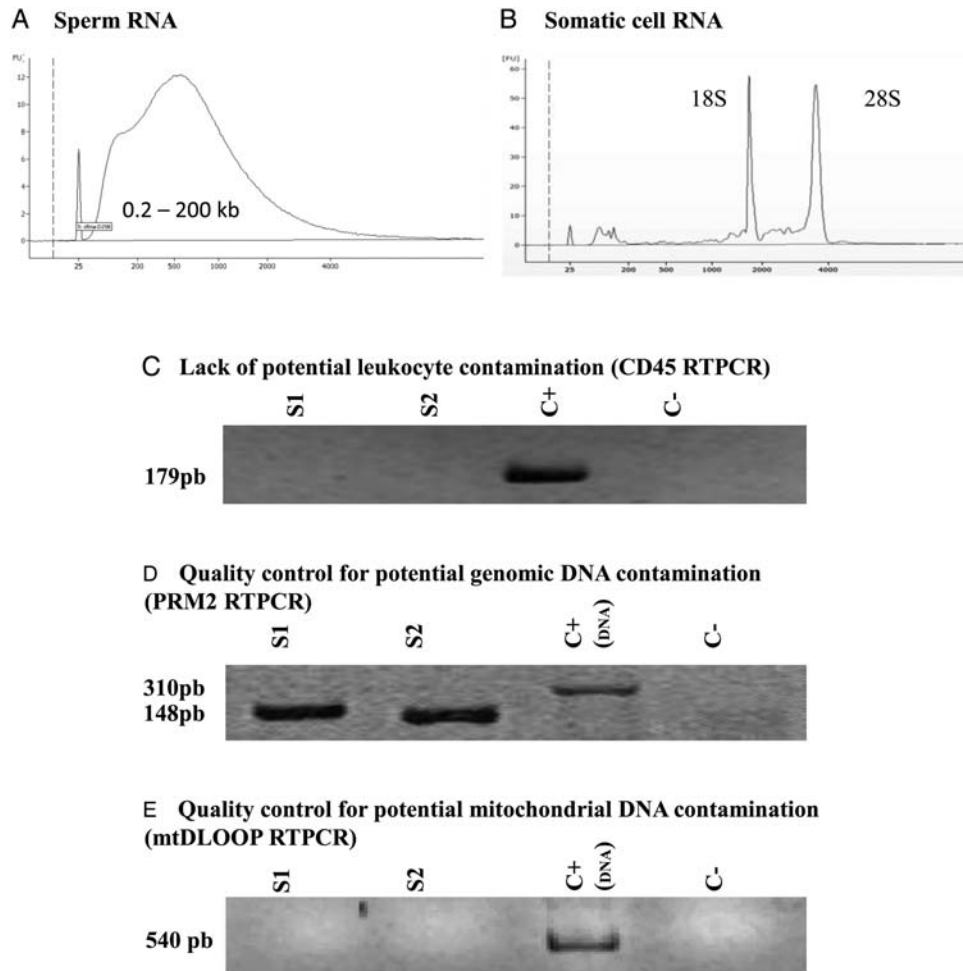 A Sperm RNA
[FU]
12
10
8
6
4
2
0
0.2 – 200 kb
25 200 500 1000 2000 4000
B Somatic cell RNA
[FU]
60
50
40
30
20
10
0
18S 28S
25 200 500 1000 2000 4000
C Lack of potential leukocyte contamination (CD45 RTPCR)
S1 S2 C+ C-
179pb
D Quality control for potential genomic DNA contamination
(PRM2 RTPCR)
S1 S2 C+ (DNA) C-
310pb
148pb
E Quality control for potential mitochondrial DNA contamination
(mtDLOOP RTPCR)
S1 S2 C+ (DNA) C-
540 pb